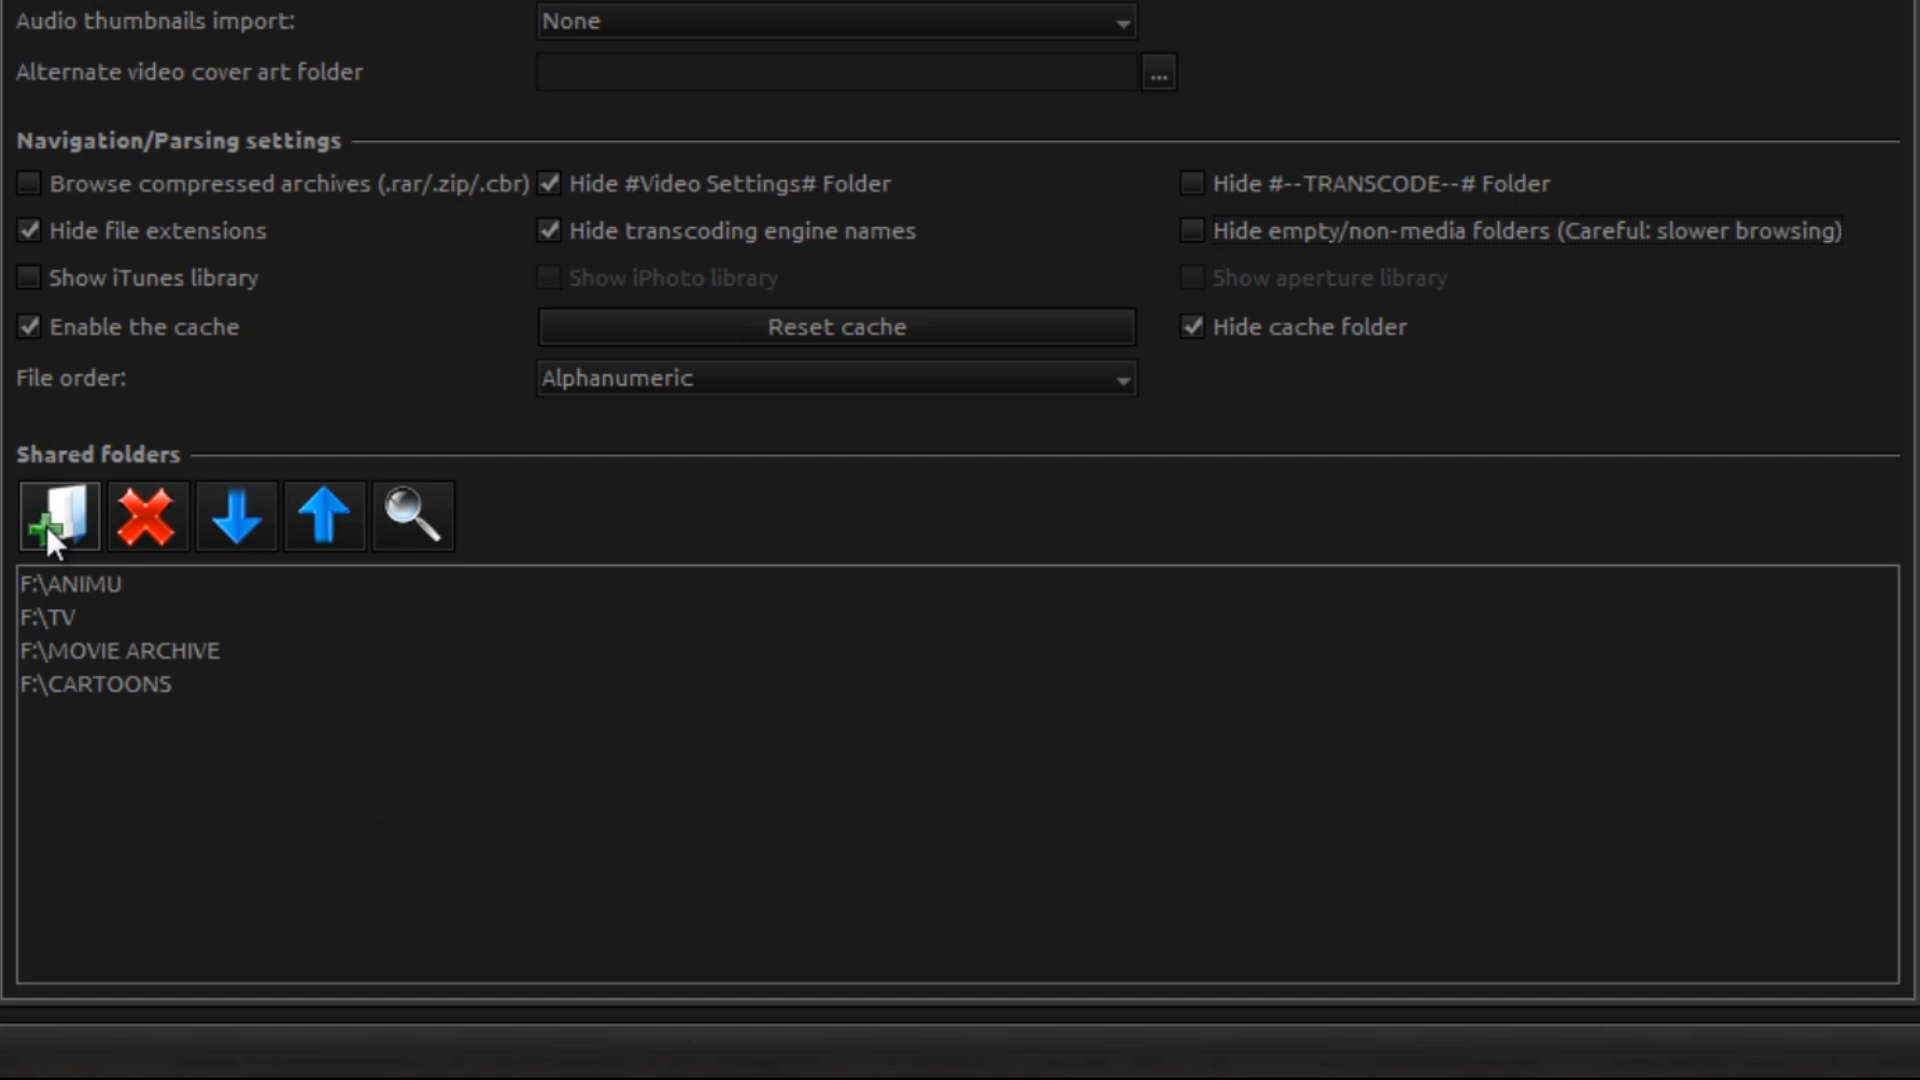 Audio thumbnails import: None
Alternate video cover art folder ...
Navigation/Parsing settings
Browse compressed archives (.rar/.zip/.cbr) Hide #Video Settings# Folder Hide #--TRANSCODE--# Folder
Hide file extensions Hide transcoding engine names Hide empty/non-media folders (Careful: slower browsing)
Show iTunes library Show iPhoto library Show aperture library
Enable the cache Reset cache Hide cache folder
File order: Alphanumeric
Shared folders
F:\ANIMU
F:\TV
F:\MOVIE ARCHIVE
F:\CARTOONS